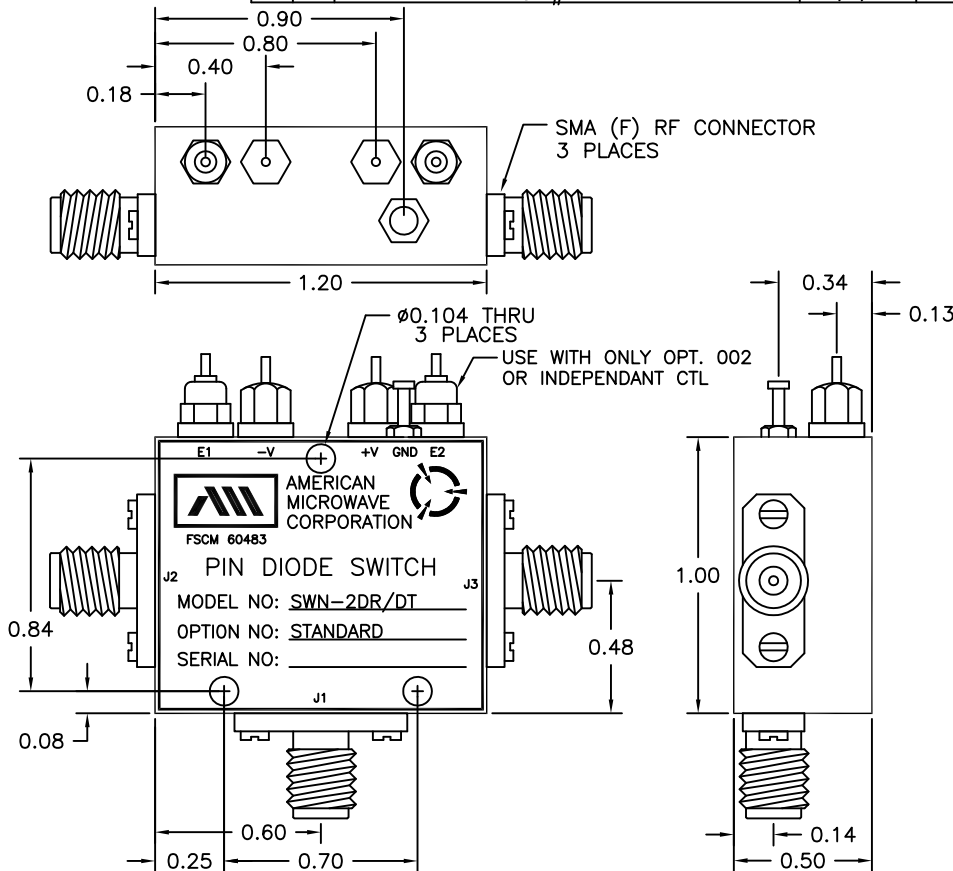 0.90
0.80
0.40
0.18
SMA (F) RF CONNECTOR
3 PLACES
1.20
0.34
0.13
Ø0.104 THRU
3 PLACES
USE WITH ONLY OPT. 002
OR INDEPENDANT CTL
E1 -V +V GND E2
AMERICAN
MICROWAVE
CORPORATION
FSCM 60483
PIN DIODE SWITCH
J2
J3
MODEL NO: SWN-2DR/DT
OPTION NO: STANDARD
SERIAL NO:
J1
1.00
0.84
0.48
0.08
0.60
0.14
0.25
0.70
0.50